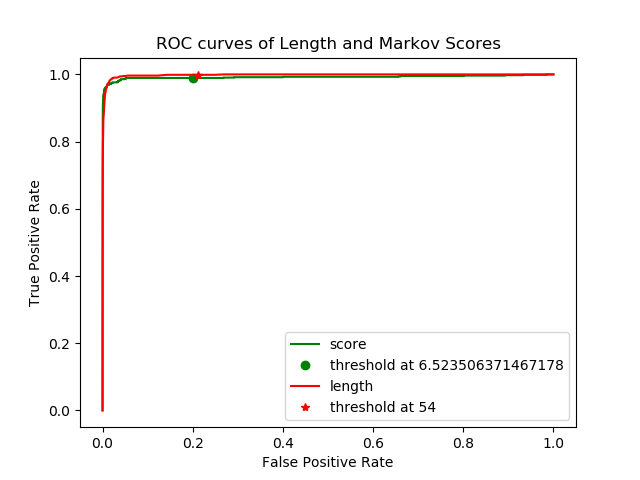 ROC curves of Length and Markov Scores
True Positive Rate
1.0
0.8
0.6
0.4
0.2
0.0
score
threshold at 6.523506371467178
length
threshold at 54
0.0 0.2 0.4 0.6 0.8 1.0
False Positive Rate